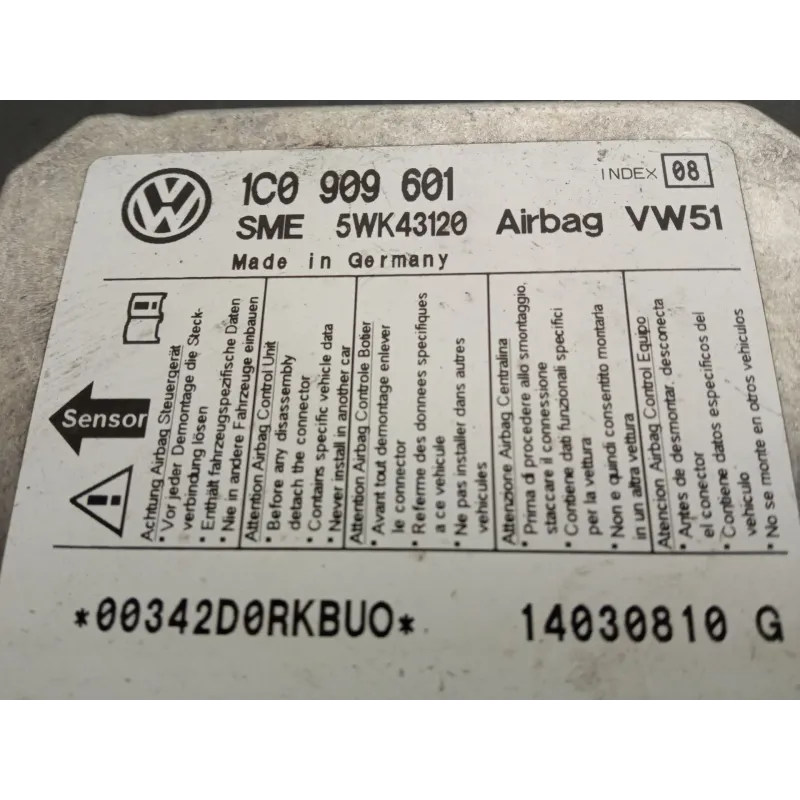 VW
1C0 909 601
INDEX 08
SME 5WK43120 Airbag VW51
Made in Germany
Sensor
Achtung Airbag Steuergerät
• Vor jeder Demontage die Steck-
verbindung lösen
• Enthält fahrzeugspezifische Daten
• Nie in andere Fahrzeuge einbauen
Attention Airbag Control Unit
• Before any disassembly
detach the connector
• Contains specific vehicle data
• Never install in another car
Attention Airbag Controle Botier
• Avant tout demontage enlever
le connector
• Referme des donnees specifiques
a ce vehicule
• Ne pas installer dans autres
vehicules
Attenzione Airbag Centralina
• Prima di procedere allo smontaggio,
staccare il connessione
• Contiene dati funzionali specifici
per la vettura
• Non e quindi consentito montarla
in un altra vettura
Atencion Airbag Control Equipo
• Antes de desmontar, desconecta
el conector
• Contiene datos especificos del
vehiculo
• No se monte en otros vehiculos
*00342D0RKBUO*
14030810 G